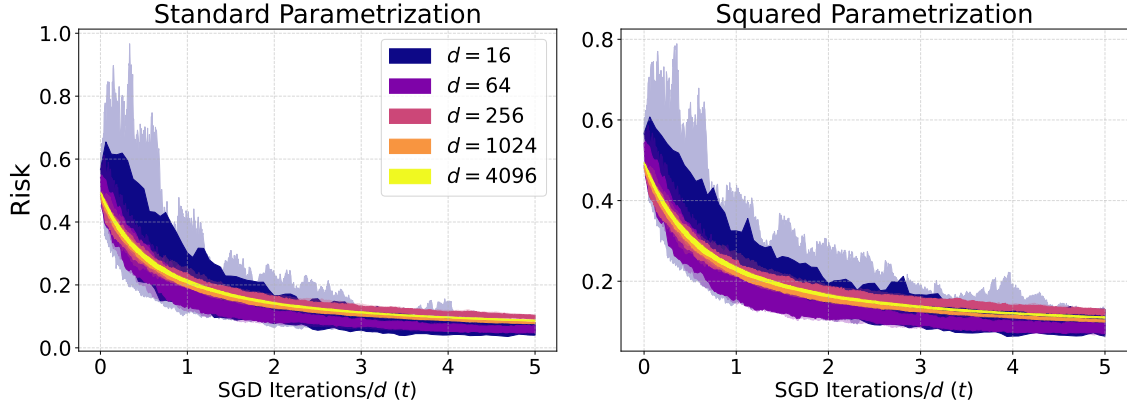 Standard Parametrization
Risk
1.0
0.8
0.6
0.4
0.2
0.0
d = 16
d = 64
d = 256
d = 1024
d = 4096
0 1 2 3 4 5
SGD Iterations/d (t)
Squared Parametrization
0.8
0.6
0.4
0.2
0 1 2 3 4 5
SGD Iterations/d (t)